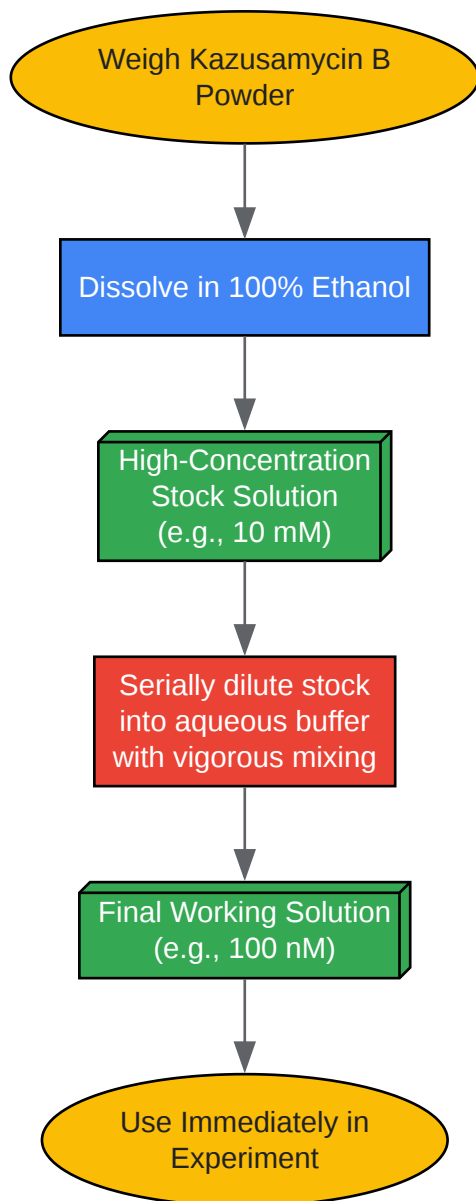 Weigh Kazusamycin B
Powder
Dissolve in 100% Ethanol
High-Concentration
Stock Solution
(e.g., 10 mM)
Serially dilute stock
into aqueous buffer
with vigorous mixing
Final Working Solution
(e.g., 100 nM)
Use Immediately in
Experiment